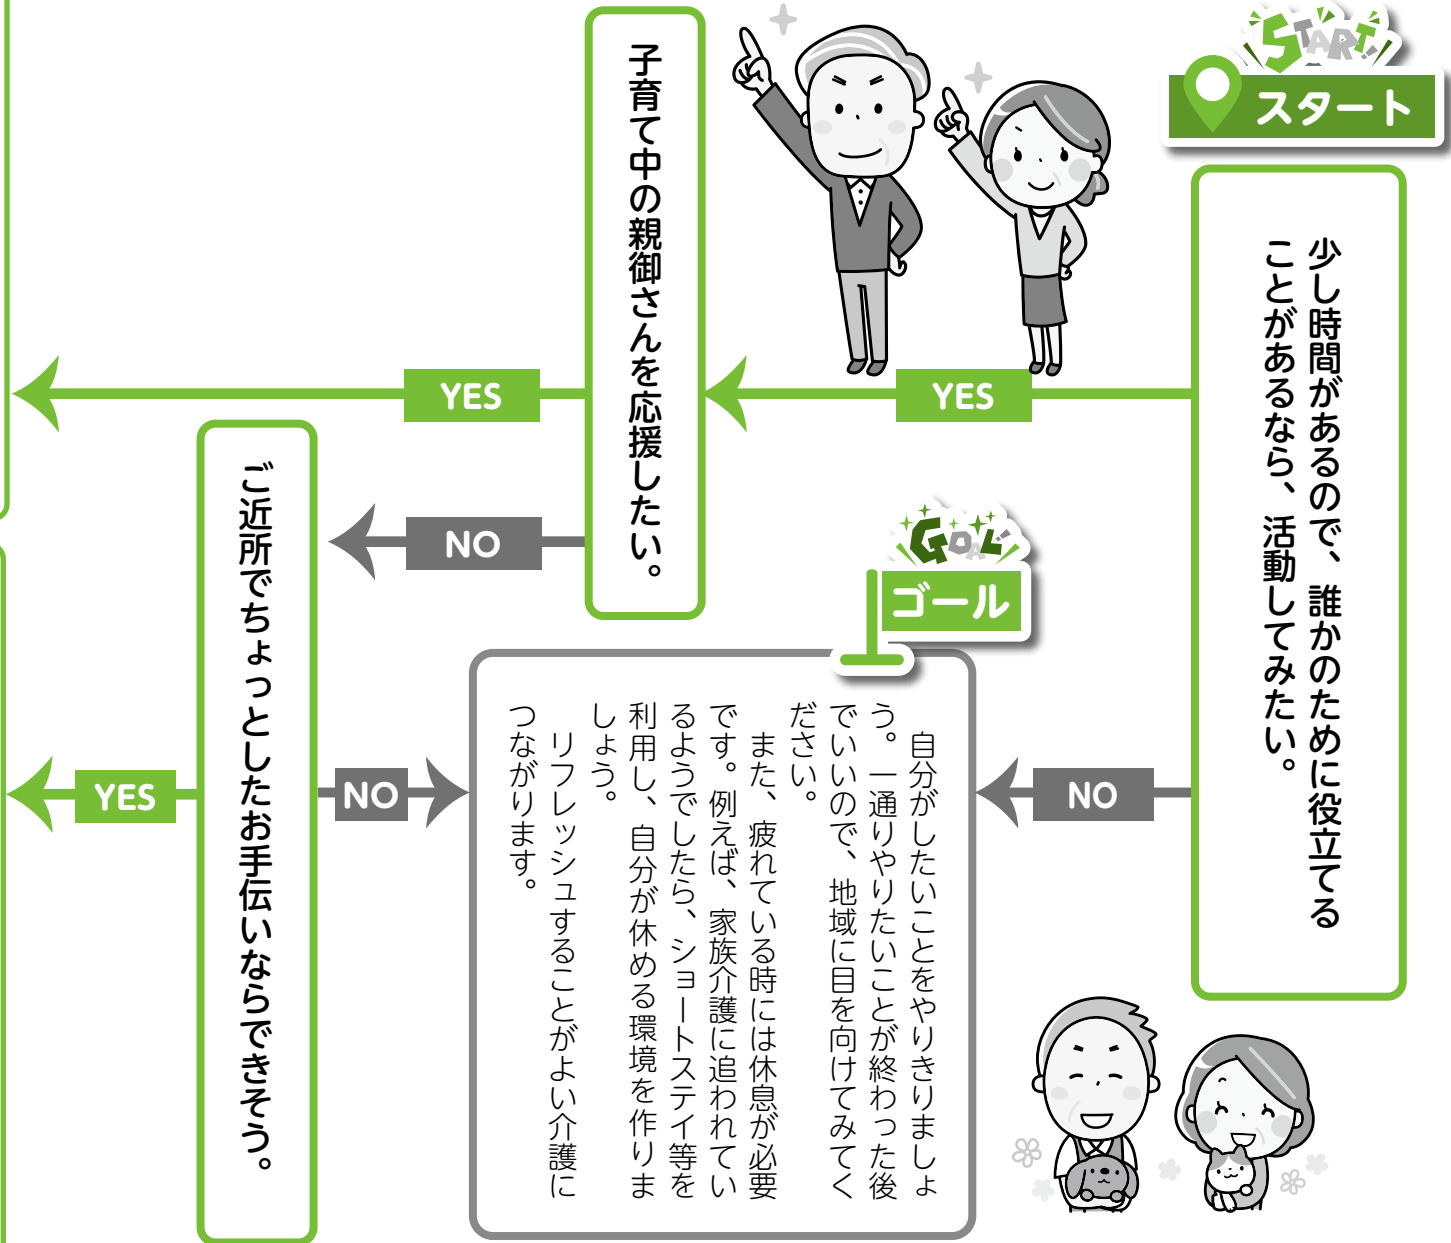 START!
スタート
少し時間があるので、誰かのために役立てる
ことがあるなら、活動してみたい。
YES
NO
子育て中の親御さんを応援したい。
YES
NO
GOAL!
ゴール
自分がしたいことをやりきりましょ
う。一通りやりたいことが終わった後
でいいので、地域に目を向けてみてく
ださい。
また、疲れている時には休息が必要
です。例えば、家族介護に追われてい
るようでしたら、ショートステイ等を
利用し、自分が休める環境を作りま
しょう。
リフレッシュすることがよい介護に
つながります。
ご近所でちょっとしたお手伝いならできそう。
NO
YES